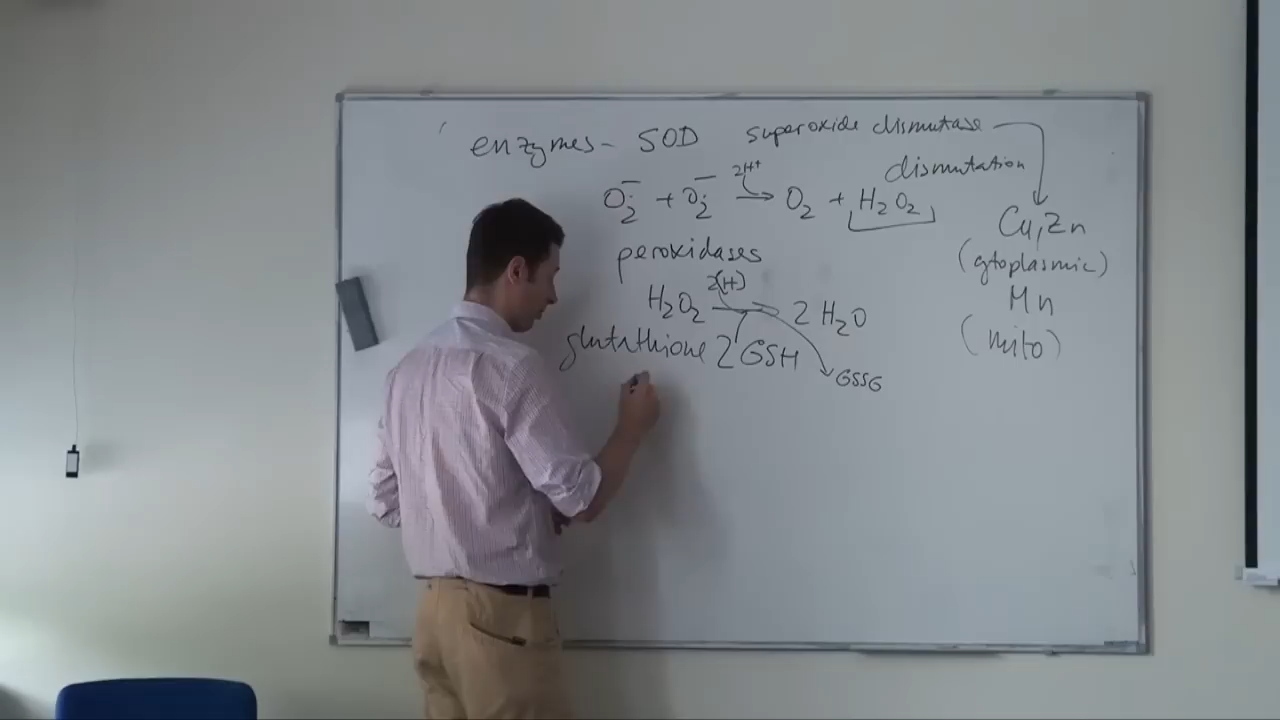 enzymes - SOD superoxide dismutase
dismutation
2H+
O2•‾ + O2•‾ → O2 + H2O2
Cu, Zn
(cytoplasmic)
Mn
(mito)
peroxidases
2(H)
H2O2 → 2 H2O
glutathione 2 GSH
GSSG